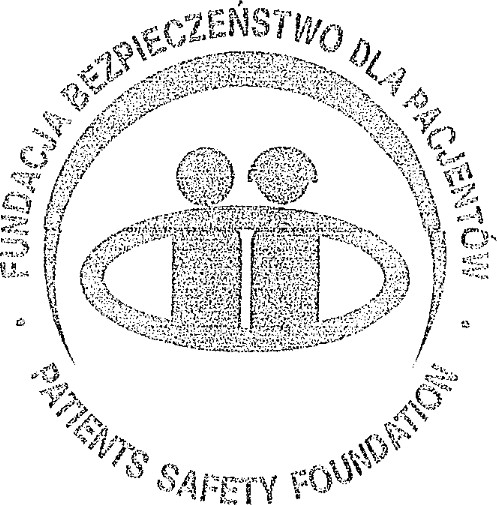 FUNDACJA BEZPIECZEŃSTWO DLA PACJENTÓW
PATIENTS SAFETY FOUNDATION